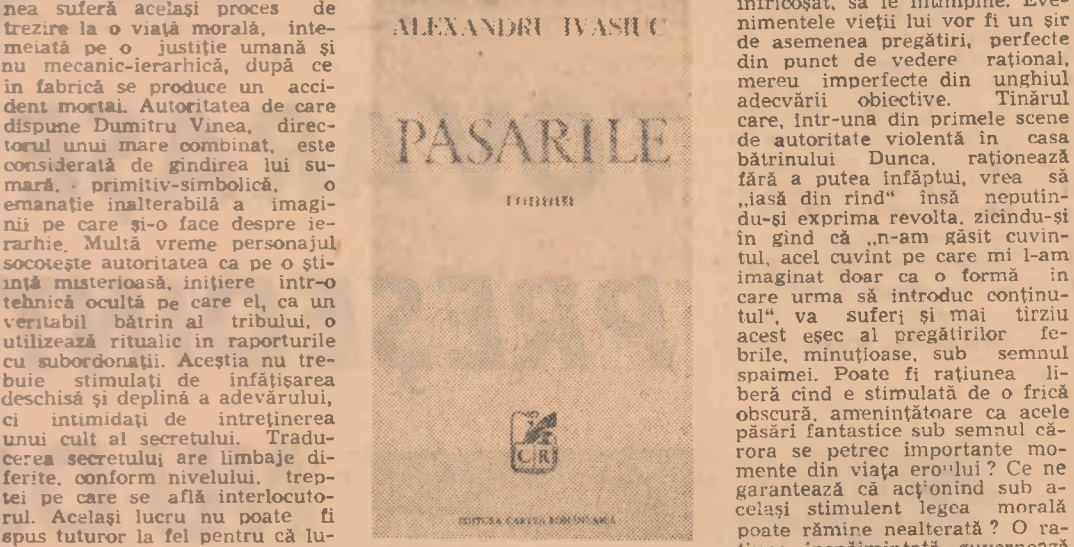 nea suferă același proces de
trezire la o viață morală, inte-
meiată pe o justiție umană și
nu mecanic-ierarhică, după ce
în fabrică se produce un acci-
dent mortal. Autoritatea de care
dispune Dumitru Vinea, direc-
torul unui mare combinat, este
considerată de gîndirea lui su-
mară, primitiv-simbolică, o
emanație inalterabilă a imagi-
nii pe care și-o face despre ie-
rarhie. Multă vreme personajul
socotește autoritatea ca pe o ști-
ință misterioasă, inițiere într-o
tehnică ocultă pe care el, ca un
veritabil bătrîn al tribului, o
utilizează ritualic în raporturile
cu subordonații. Aceștia nu tre-
buie stimulați de înfățișarea
deschisă și deplină a adevărului,
ci intimidați de întreținerea
unui cult al secretului. Tradu-
cerea secretului are limbaje di-
ferite, conform nivelului, trep-
tei pe care se află interlocuto-
rul. Același lucru nu poate fi
spus tuturor la fel pentru că lu-
ALEXANDRU IVASIUC
PASARILE
roman
CR
EDITURA CARTEA ROMÂNEASCĂ
înfricoșat, să le întîmpine. Eve-
nimentele vieții lui vor fi un șir
de asemenea pregătiri, perfecte
din punct de vedere rațional,
mereu imperfecte din unghiul
adecvării obiective. Tînărul
care, într-una din primele scene
de autoritate violentă în casa
bătrînului Dunca, raționează
fără a putea înfăptui, vrea să
„iasă din rînd“ însă neputin-
du-și exprima revolta, zicîndu-și
în gînd că „n-am găsit cuvîn-
tul, acel cuvînt pe care mi l-am
imaginat doar ca o formă în
care urma să introduc conținu-
tul“, va suferi și mai tîrziu
acest eșec al pregătirilor fe-
brile, minuțioase, sub semnul
spaimei. Poate fi rațiunea li-
beră cînd e stimulată de o frică
obscură, amenințătoare ca acele
păsări fantastice sub semnul că-
rora se petrec importante mo-
mente din viața eroului ? Ce ne
garantează că acționînd sub a-
celași stimulent legea morală
poate rămîne nealterată ? O ra-